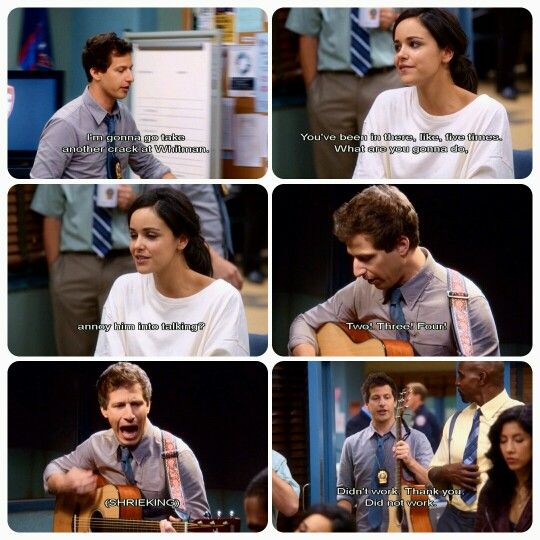 I'm gonna go take
another crack at Whitman.
You've been in there, like, five times.
What are you gonna do,
annoy him into talking?
Two! Three! Four!
(SHRIEKING)
Didn't work. Thank you.
Did not work.